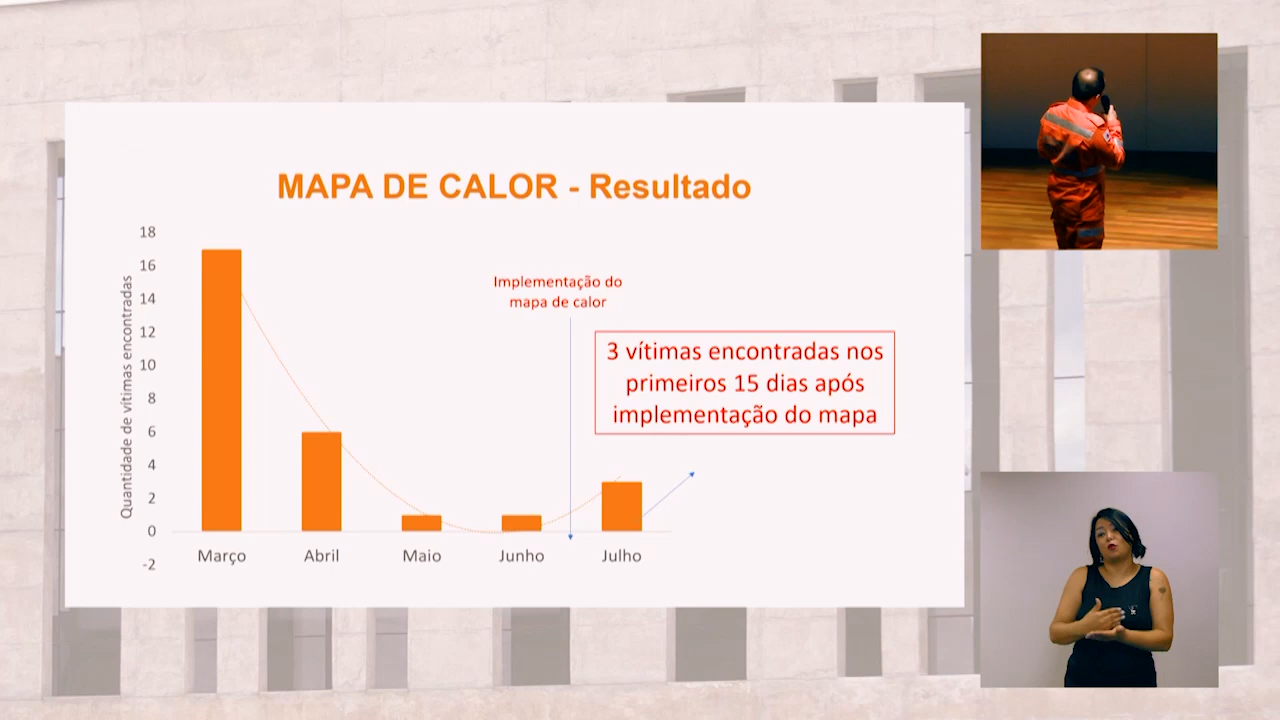 MAPA DE CALOR - Resultado
Quantidade de vítimas encontradas
18
16
14
12
10
8
6
4
2
0
-2
Implementação do
mapa de calor
3 vítimas encontradas nos
primeiros 15 dias após
implementação do mapa
Março
Abril
Maio
Junho
Julho